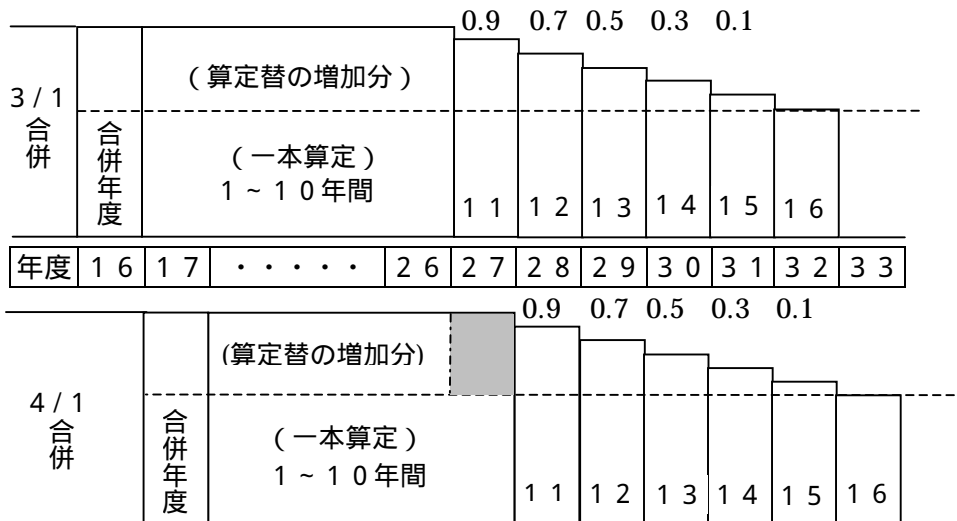 0.9 0.7 0.5 0.3 0.1
(算定替の増加分)
3/1
合併
合併年度
(一本算定)
1~10年間
11 12 13 14 15 16
年度 16 17 ・・・・・ 26 27 28 29 30 31 32 33
0.9 0.7 0.5 0.3 0.1
(算定替の増加分)
4/1
合併
合併年度
(一本算定)
1~10年間
11 12 13 14 15 16